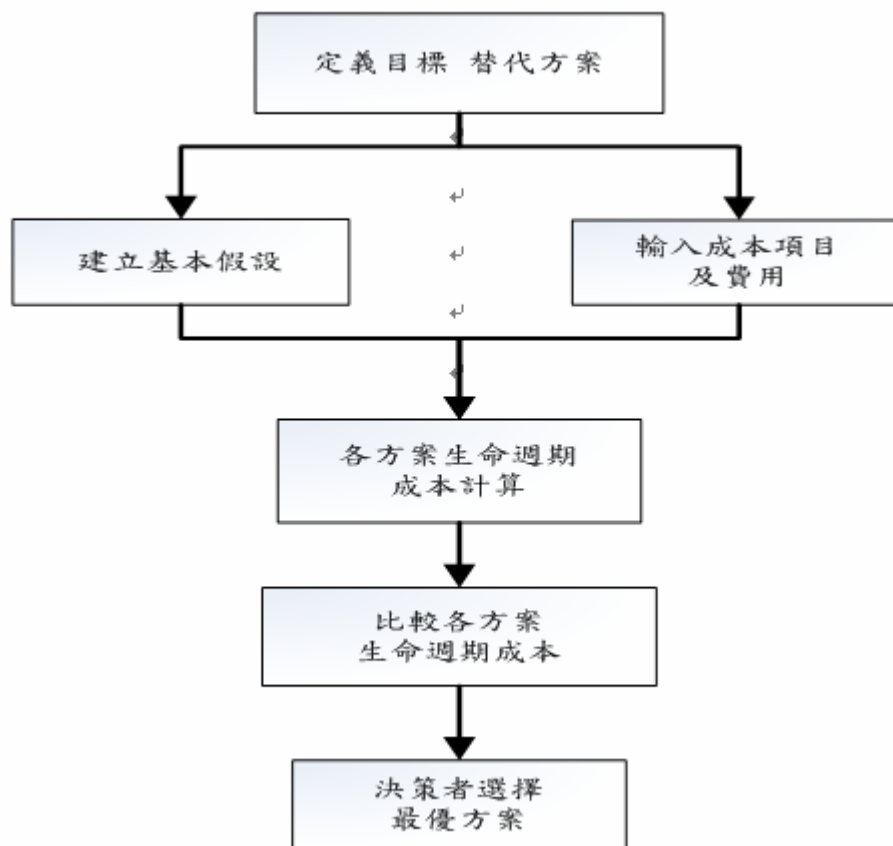 定義目標 替代方案
建立基本假設
輸入成本項目
及費用
各方案生命週期
成本計算
比較各方案
生命週期成本
決策者選擇
最優方案